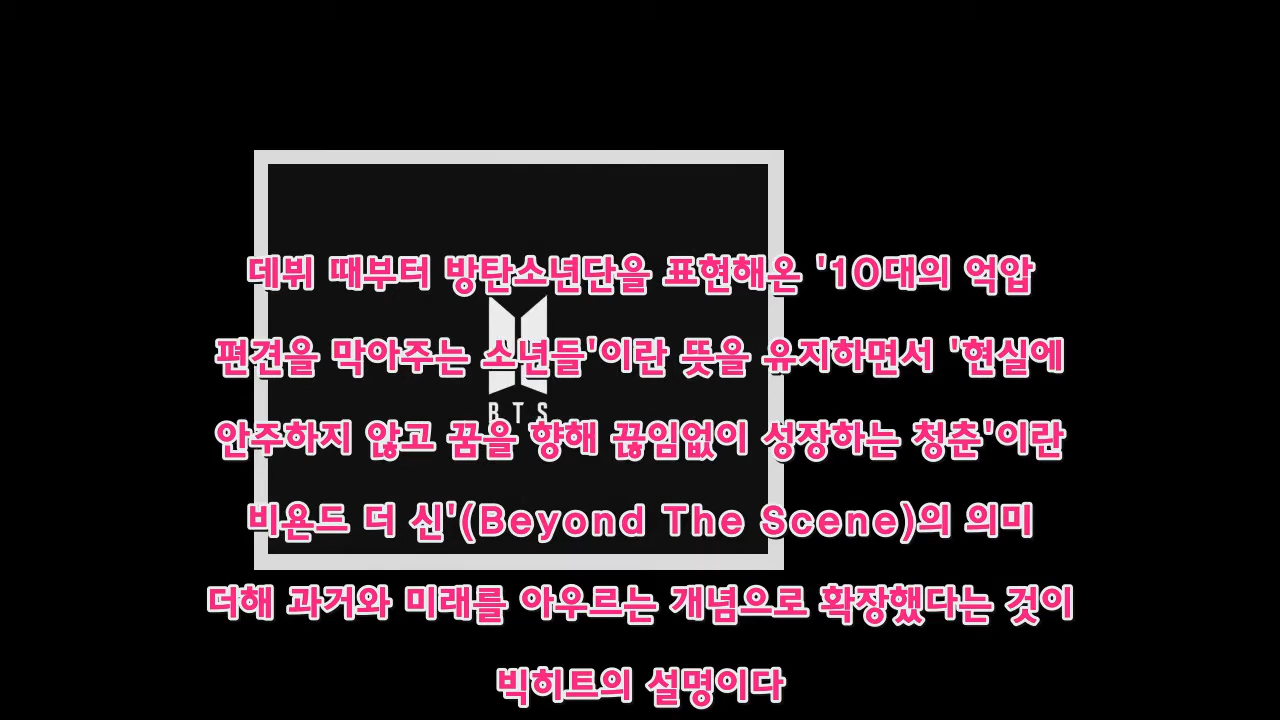 데뷔 때부터 방탄소년단을 표현해온 '10대의 억압
편견을 막아주는 소년들'이란 뜻을 유지하면서 '현실에
BTS
안주하지 않고 꿈을 향해 끊임없이 성장하는 청춘'이란
비욘드 더 신'(Beyond The Scene)의 의미
더해 과거와 미래를 아우르는 개념으로 확장했다는 것이
빅히트의 설명이다